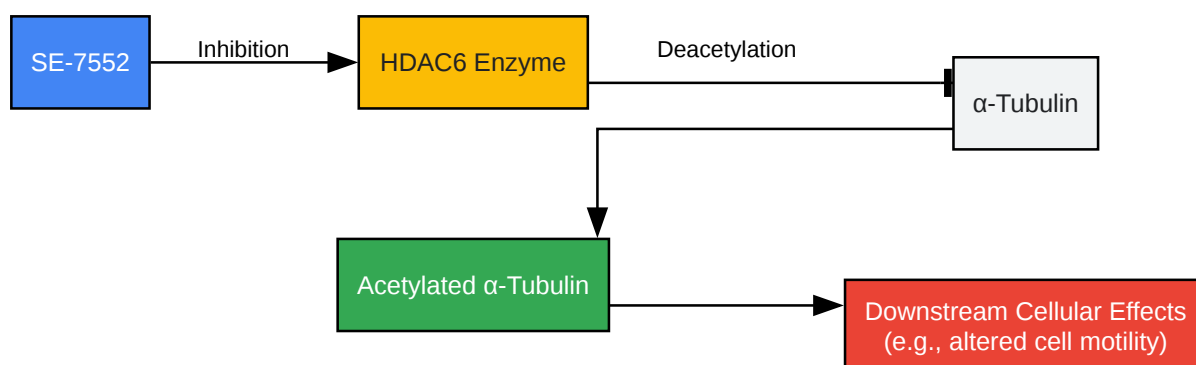 SE-7552
Inhibition
HDAC6 Enzyme
Deacetylation
α-Tubulin
Acetylated α-Tubulin
Downstream Cellular Effects
(e.g., altered cell motility)